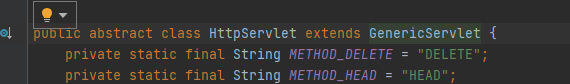 public abstract class HttpServlet extends GenericServlet {
private static final String METHOD_DELETE = "DELETE";
private static final String METHOD_HEAD = "HEAD";